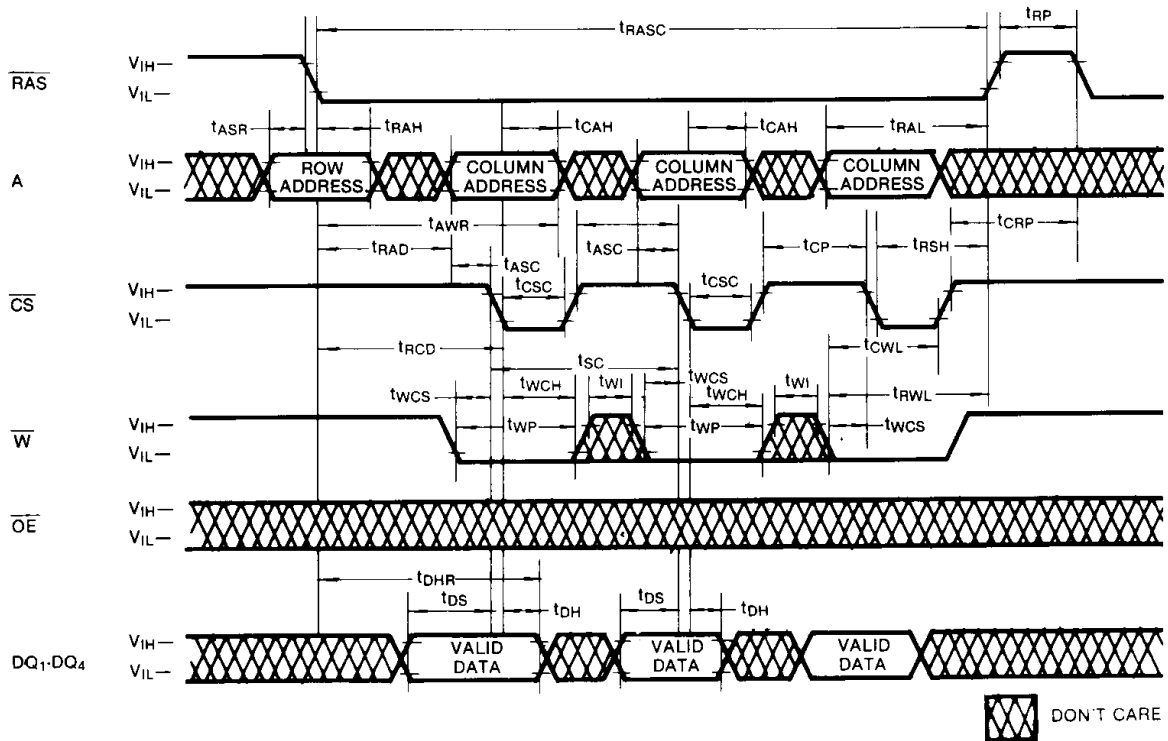 tRASC
tRP
RAS
VIH
VIL
tASR
tRAH
tCAH
tCAH
tRAL
A
VIH
VIL
ROW ADDRESS
COLUMN ADDRESS
COLUMN ADDRESS
COLUMN ADDRESS
tAWR
tRAD
tASC
tASC
tCP
tRSH
tCRP
CS
VIH
VIL
tCSC
tCSC
tRCD
tSC
tCWL
tWCS
tWCH
tWI
tWCS
tWCH
tWI
tRWL
W
VIH
VIL
tWP
tWP
tWCS
OE
VIH
VIL
tDHR
tDS
tDH
tDS
tDH
DQ1-DQ4
VIH
VIL
VALID DATA
VALID DATA
VALID DATA
DON'T CARE